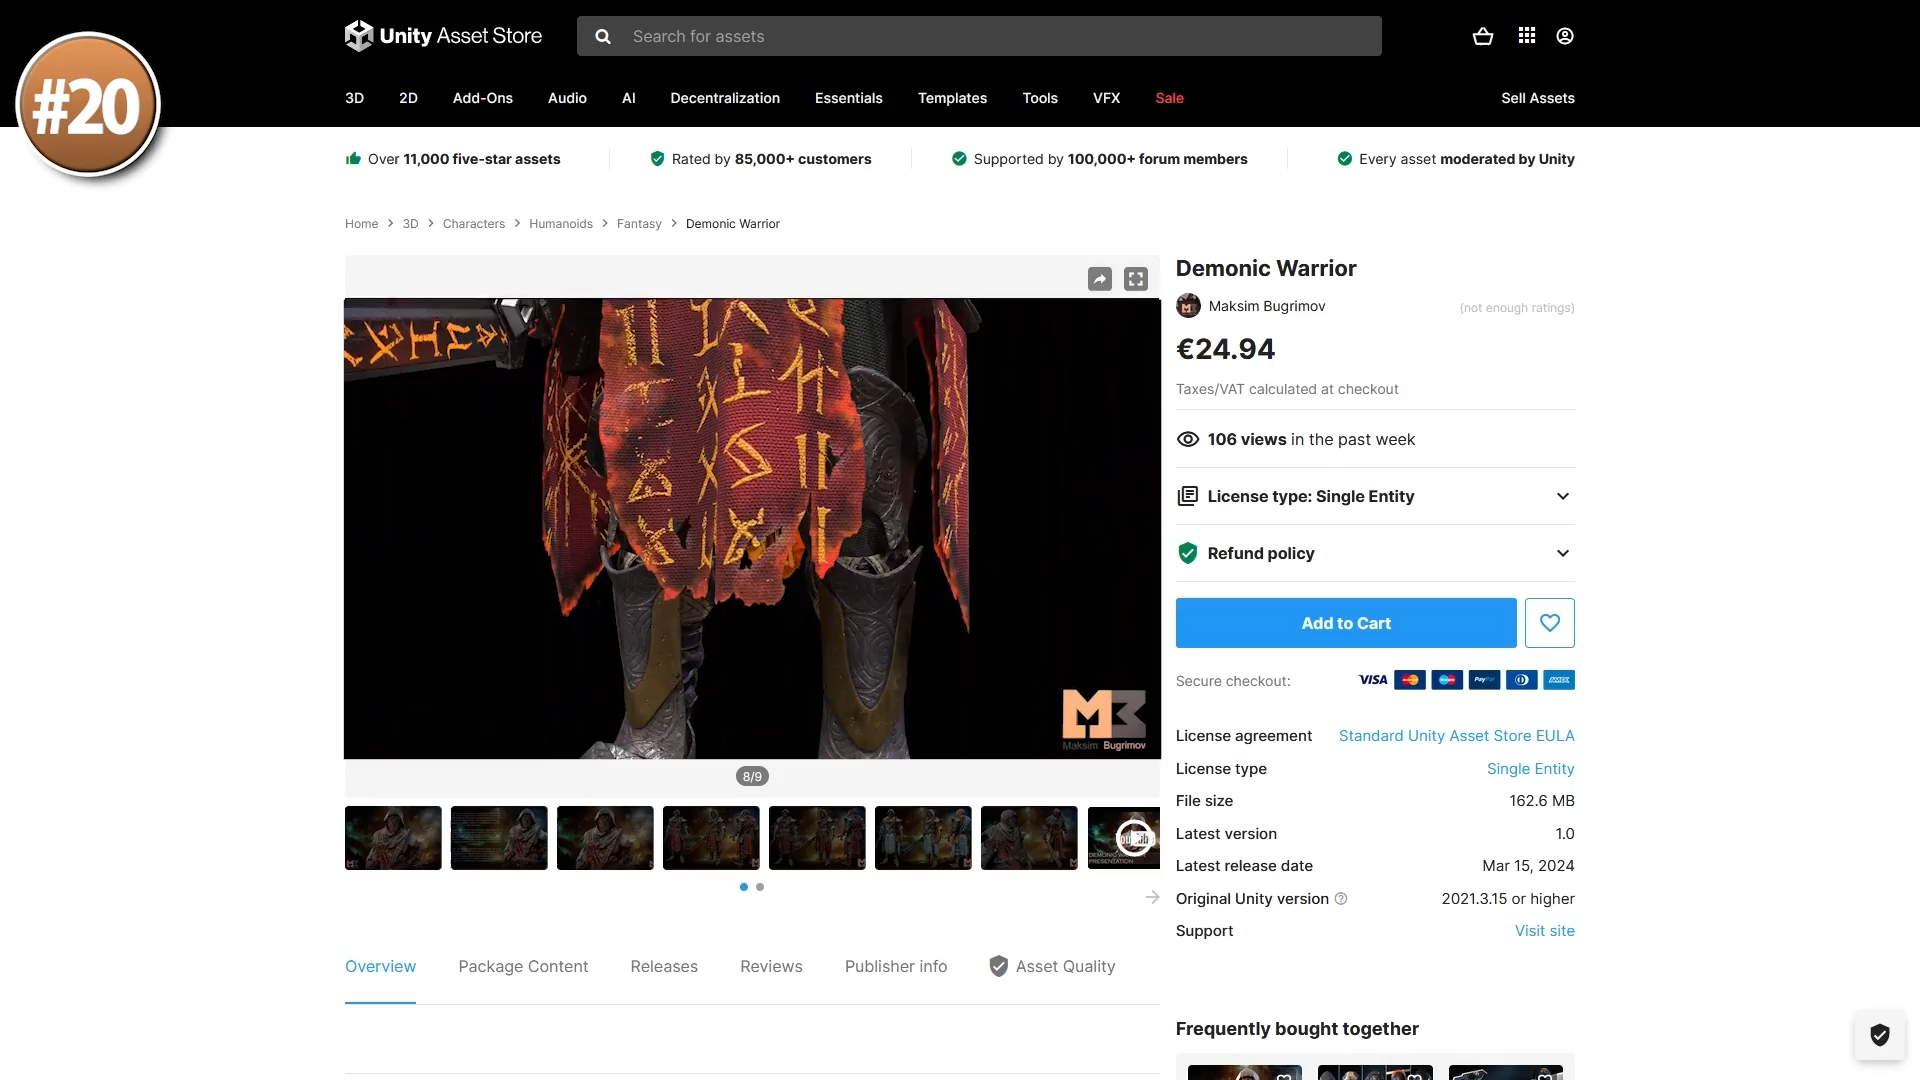 #20
Unity Asset Store
Search for assets
3D 2D Add-Ons Audio AI Decentralization Essentials Templates Tools VFX Sale Sell Assets
Over 11,000 five-star assets Rated by 85,000+ customers Supported by 100,000+ forum members Every asset moderated by Unity
Home > 3D > Characters > Humanoids > Fantasy > Demonic Warrior
Maksim Bugrimov
8/9
PRESENTATION
Overview Package Content Releases Reviews Publisher info Asset Quality
Demonic Warrior
Maksim Bugrimov (not enough ratings)
€24.94
Taxes/VAT calculated at checkout
106 views in the past week
License type: Single Entity
Refund policy
Add to Cart
Secure checkout: VISA PayPal AMEX
License agreement Standard Unity Asset Store EULA
License type Single Entity
File size 162.6 MB
Latest version 1.0
Latest release date Mar 15, 2024
Original Unity version 2021.3.15 or higher
Support Visit site
Frequently bought together